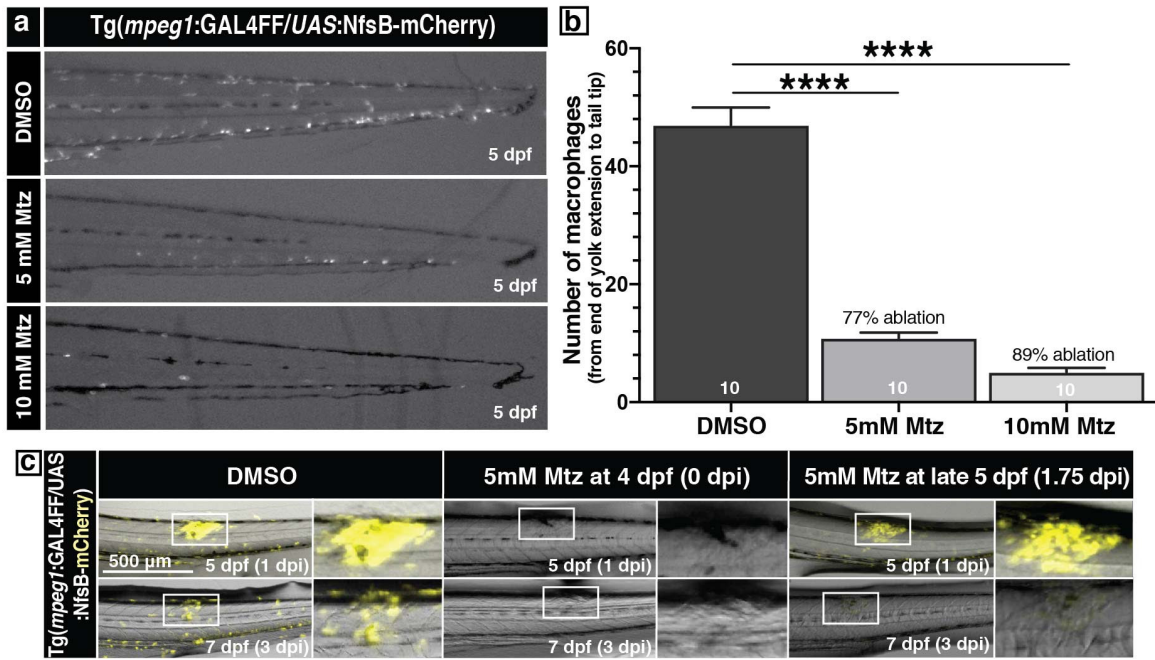 a
Tg(mpeg1:GAL4FF/UAS:NfsB-mCherry)
DMSO
5 dpf
5 mM Mtz
5 dpf
10 mM Mtz
5 dpf
b
Number of macrophages
(from end of yolk extension to tail tip)
60
40
20
0
****
****
77% ablation
89% ablation
10
10
10
DMSO
5mM Mtz
10mM Mtz
c
Tg(mpeg1:GAL4FF/UAS
:NfsB-mCherry)
DMSO
5mM Mtz at 4 dpf (0 dpi)
5mM Mtz at late 5 dpf (1.75 dpi)
500 µm
5 dpf (1 dpi)
5 dpf (1 dpi)
5 dpf (1 dpi)
7 dpf (3 dpi)
7 dpf (3 dpi)
7 dpf (3 dpi)